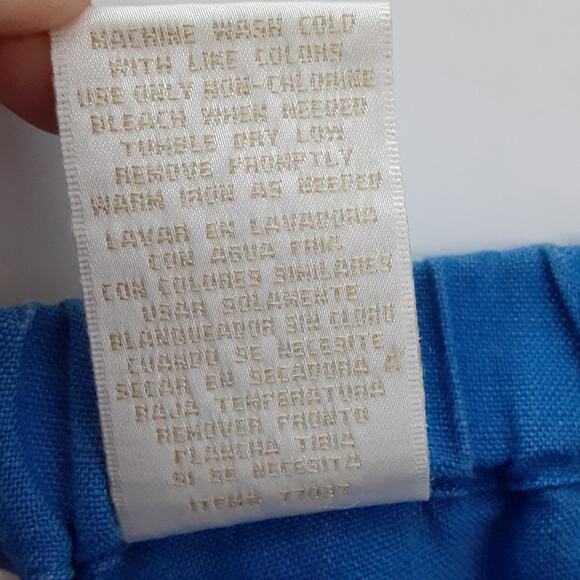 MACHINE WASH COLD
WITH LIKE COLORS
USE ONLY NON-CHLORINE
BLEACH WHEN NEEDED
TUMBLE DRY LOW
REMOVE PROMPTLY
WARM IRON AS NEEDED
LAVAR EN LAVADORA
CON AGUA FRIA
CON COLORES SIMILARES
USAR SOLAMENTE
BLANQUEADOR SIN CLORO
CUANDO SE NECESITE
SECAR EN SECADORA A
BAJA TEMPERATURA
REMOVER PRONTO
PLANCHA TIBIA
SI SE NECESITA
ITEM# 77037